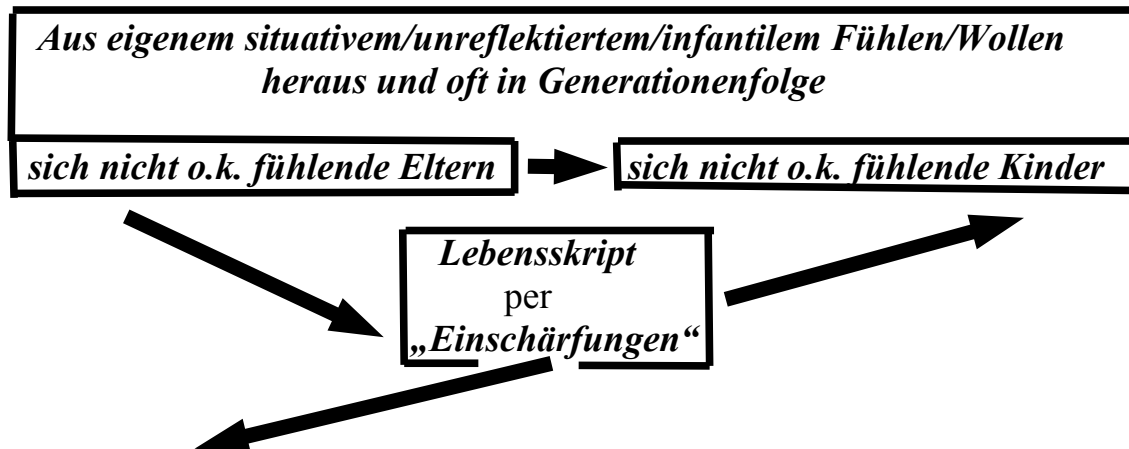 Aus eigenem situativem/unreflektiertem/infantilem Fühlen/Wollen
heraus und oft in Generationenfolge
sich nicht o.k. fühlende Eltern
sich nicht o.k. fühlende Kinder
Lebensskript
per
„Einschärfungen“